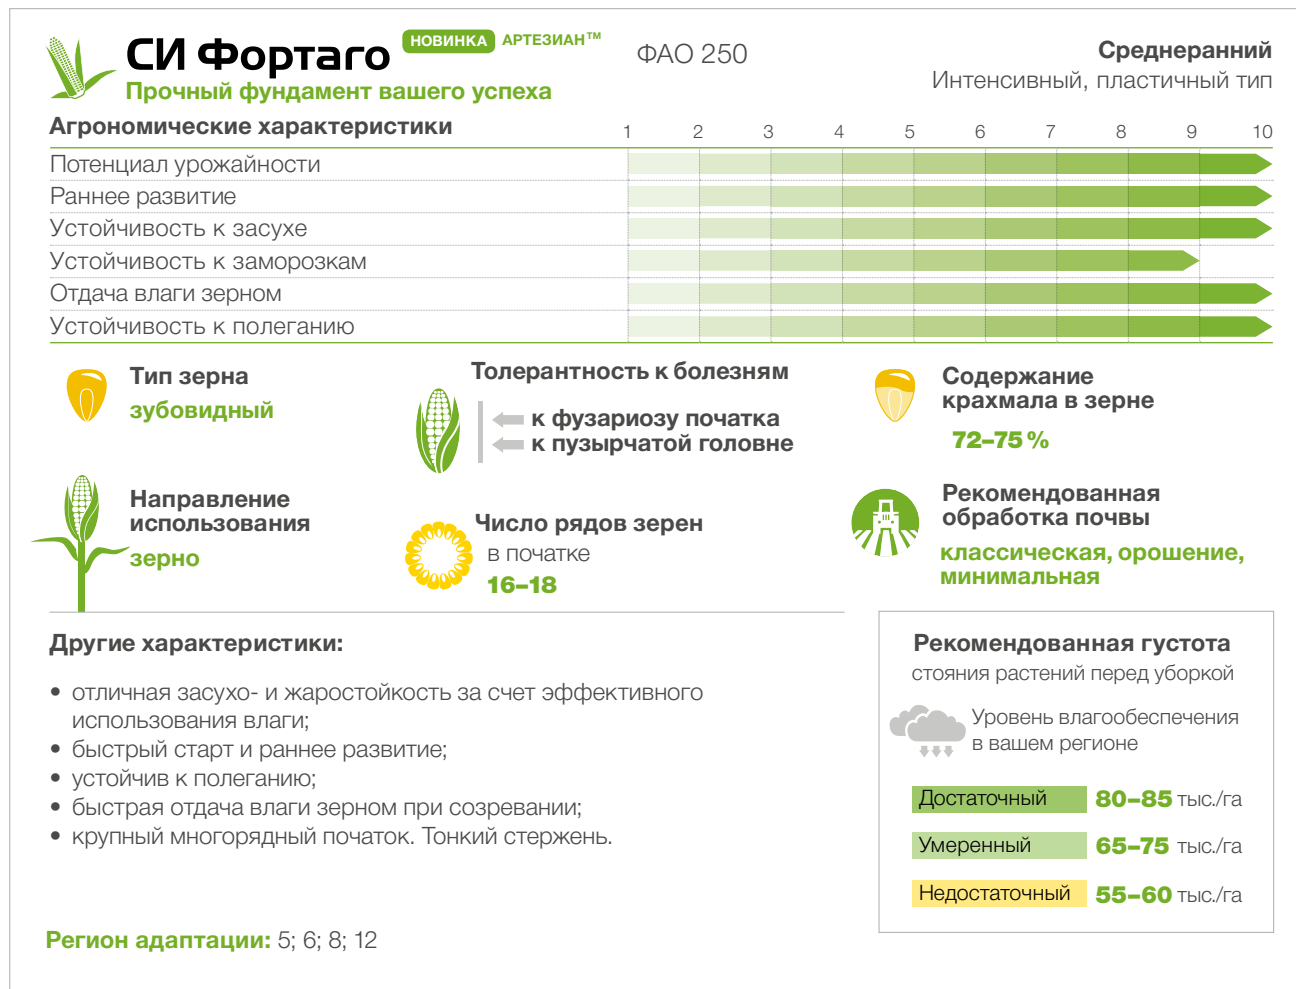 СИ Фортаго НОВИНКА АРТЕЗИАН™ ФАО 250 Среднеранний
Прочный фундамент вашего успеха Интенсивный, пластичный тип
Агрономические характеристики 1 2 3 4 5 6 7 8 9 10
Потенциал урожайности
Раннее развитие
Устойчивость к засухе
Устойчивость к заморозкам
Отдача влаги зерном
Устойчивость к полеганию
Тип зерна
зубовидный
Толерантность к болезням
к фузариозу початка
к пузырчатой головне
Содержание
крахмала в зерне
72–75 %
Направление
использования
зерно
Число рядов зерен
в початке
16–18
Рекомендованная
обработка почвы
классическая, орошение,
минимальная
Другие характеристики:
• отличная засухо- и жаростойкость за счет эффективного
использования влаги;
• быстрый старт и раннее развитие;
• устойчив к полеганию;
• быстрая отдача влаги зерном при созревании;
• крупный многорядный початок. Тонкий стержень.
Регион адаптации: 5; 6; 8; 12
Рекомендованная густота
стояния растений перед уборкой
Уровень влагообеспечения
в вашем регионе
Достаточный 80–85 тыс./га
Умеренный 65–75 тыс./га
Недостаточный 55–60 тыс./га